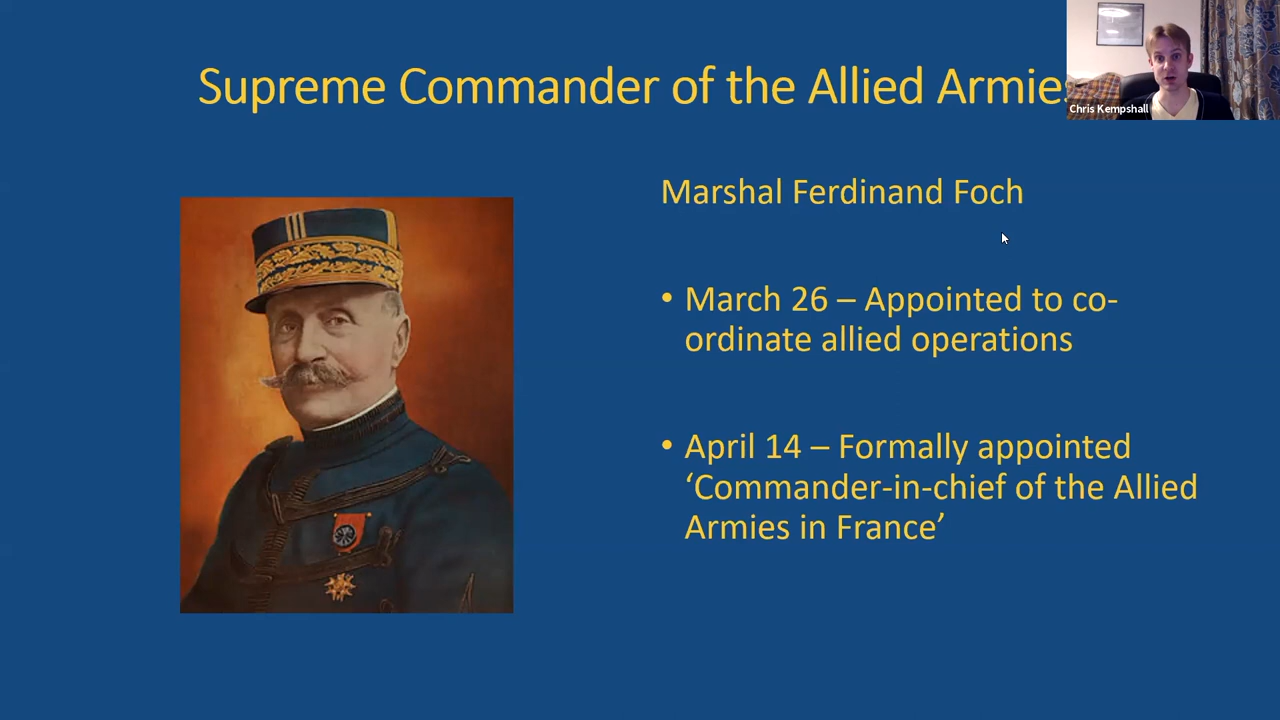 Supreme Commander of the Allied Armies
Chris Kempshall
Marshal Ferdinand Foch
• March 26 – Appointed to co-
ordinate allied operations
• April 14 – Formally appointed
‘Commander-in-chief of the Allied
Armies in France’